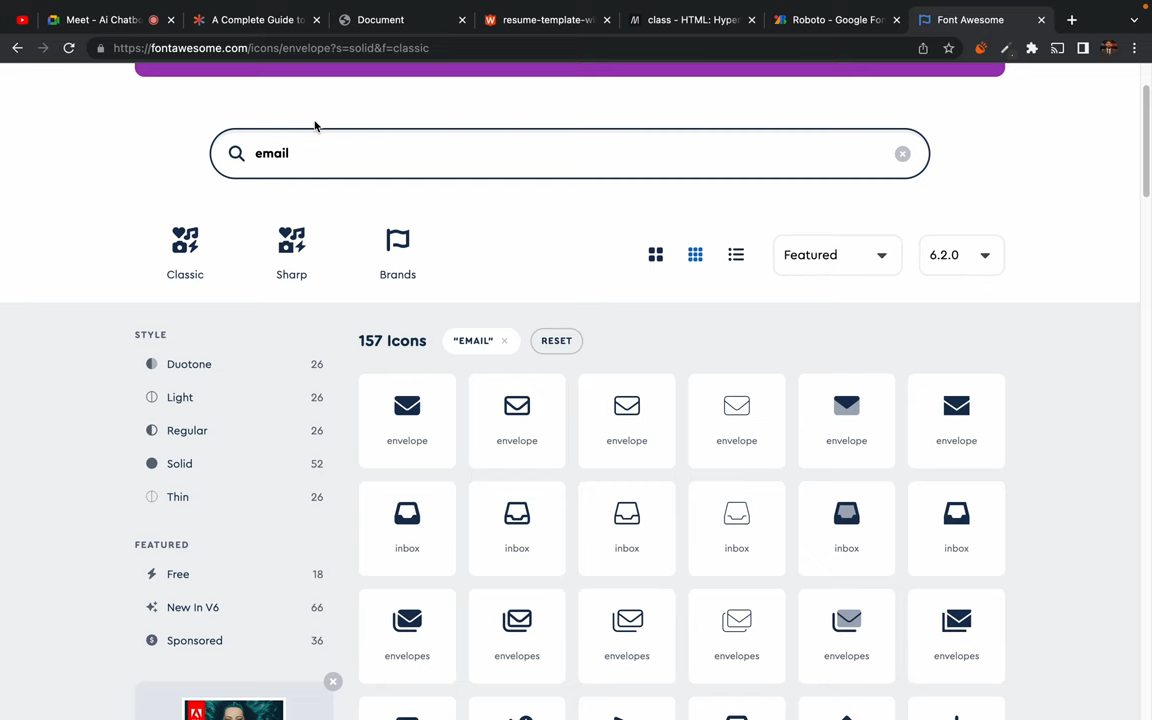 Meet - Ai Chatbo
A Complete Guide to
Document
resume-template-wi
class - HTML: Hyper
Roboto - Google Fon
Font Awesome
https://fontawesome.com/icons/envelope?s=solid&f=classic
email
Classic
Sharp
Brands
Featured
6.2.0
STYLE
Duotone 26
Light 26
Regular 26
Solid 52
Thin 26
FEATURED
Free 18
New In V6 66
Sponsored 36
157 Icons
"EMAIL" ×
RESET
envelope envelope envelope envelope envelope envelope
inbox inbox inbox inbox inbox inbox
envelopes envelopes envelopes envelopes envelopes envelopes